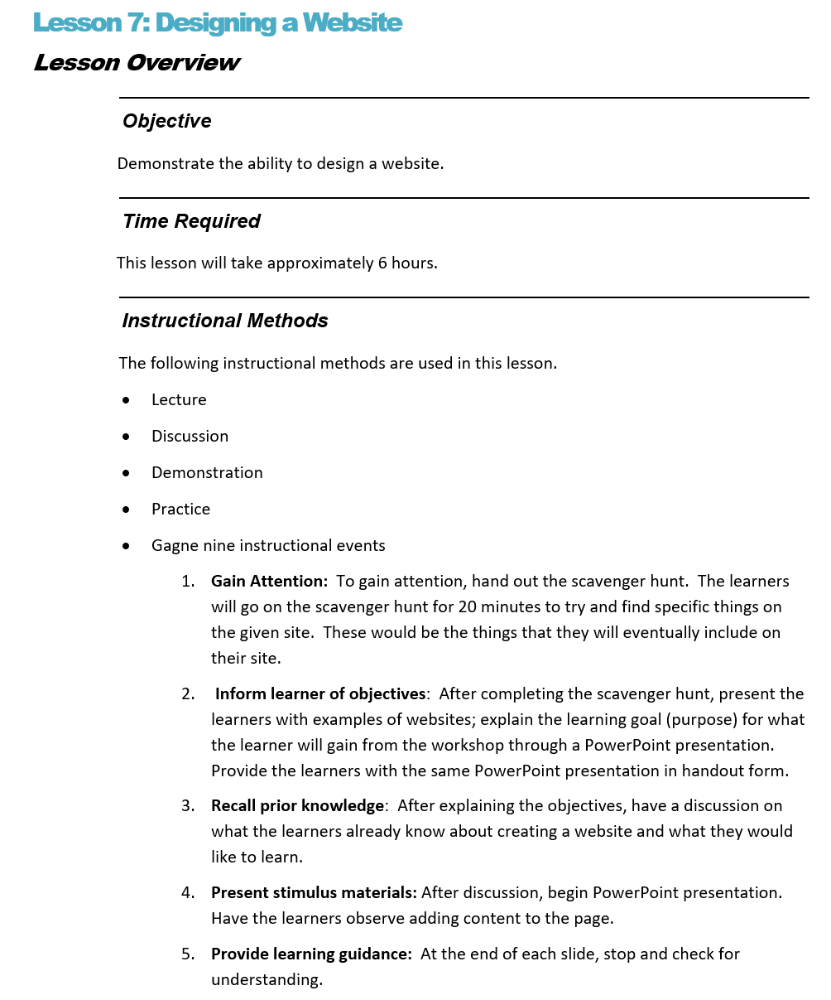 Lesson 7: Designing a Website
Lesson Overview
Objective
Demonstrate the ability to design a website.
Time Required
This lesson will take approximately 6 hours.
Instructional Methods
The following instructional methods are used in this lesson.
• Lecture
• Discussion
• Demonstration
• Practice
• Gagne nine instructional events
1. Gain Attention: To gain attention, hand out the scavenger hunt. The learners
will go on the scavenger hunt for 20 minutes to try and find specific things on
the given site. These would be the things that they will eventually include on
their site.
2. Inform learner of objectives: After completing the scavenger hunt, present the
learners with examples of websites; explain the learning goal (purpose) for what
the learner will gain from the workshop through a PowerPoint presentation.
Provide the learners with the same PowerPoint presentation in handout form.
3. Recall prior knowledge: After explaining the objectives, have a discussion on
what the learners already know about creating a website and what they would
like to learn.
4. Present stimulus materials: After discussion, begin PowerPoint presentation.
Have the learners observe adding content to the page.
5. Provide learning guidance: At the end of each slide, stop and check for
understanding.